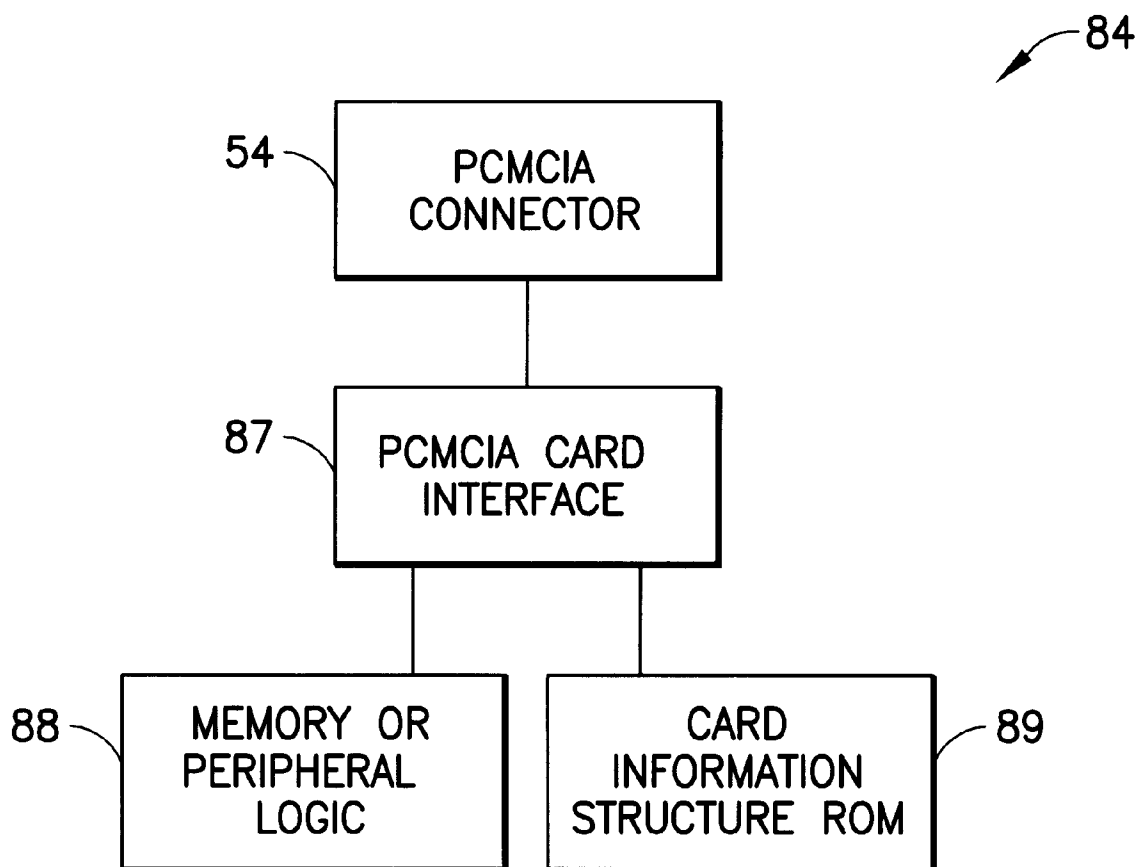 84
54
PCMCIA
CONNECTOR
87
PCMCIA CARD
INTERFACE
88
MEMORY OR
PERIPHERAL
LOGIC
CARD
INFORMATION
STRUCTURE ROM
89